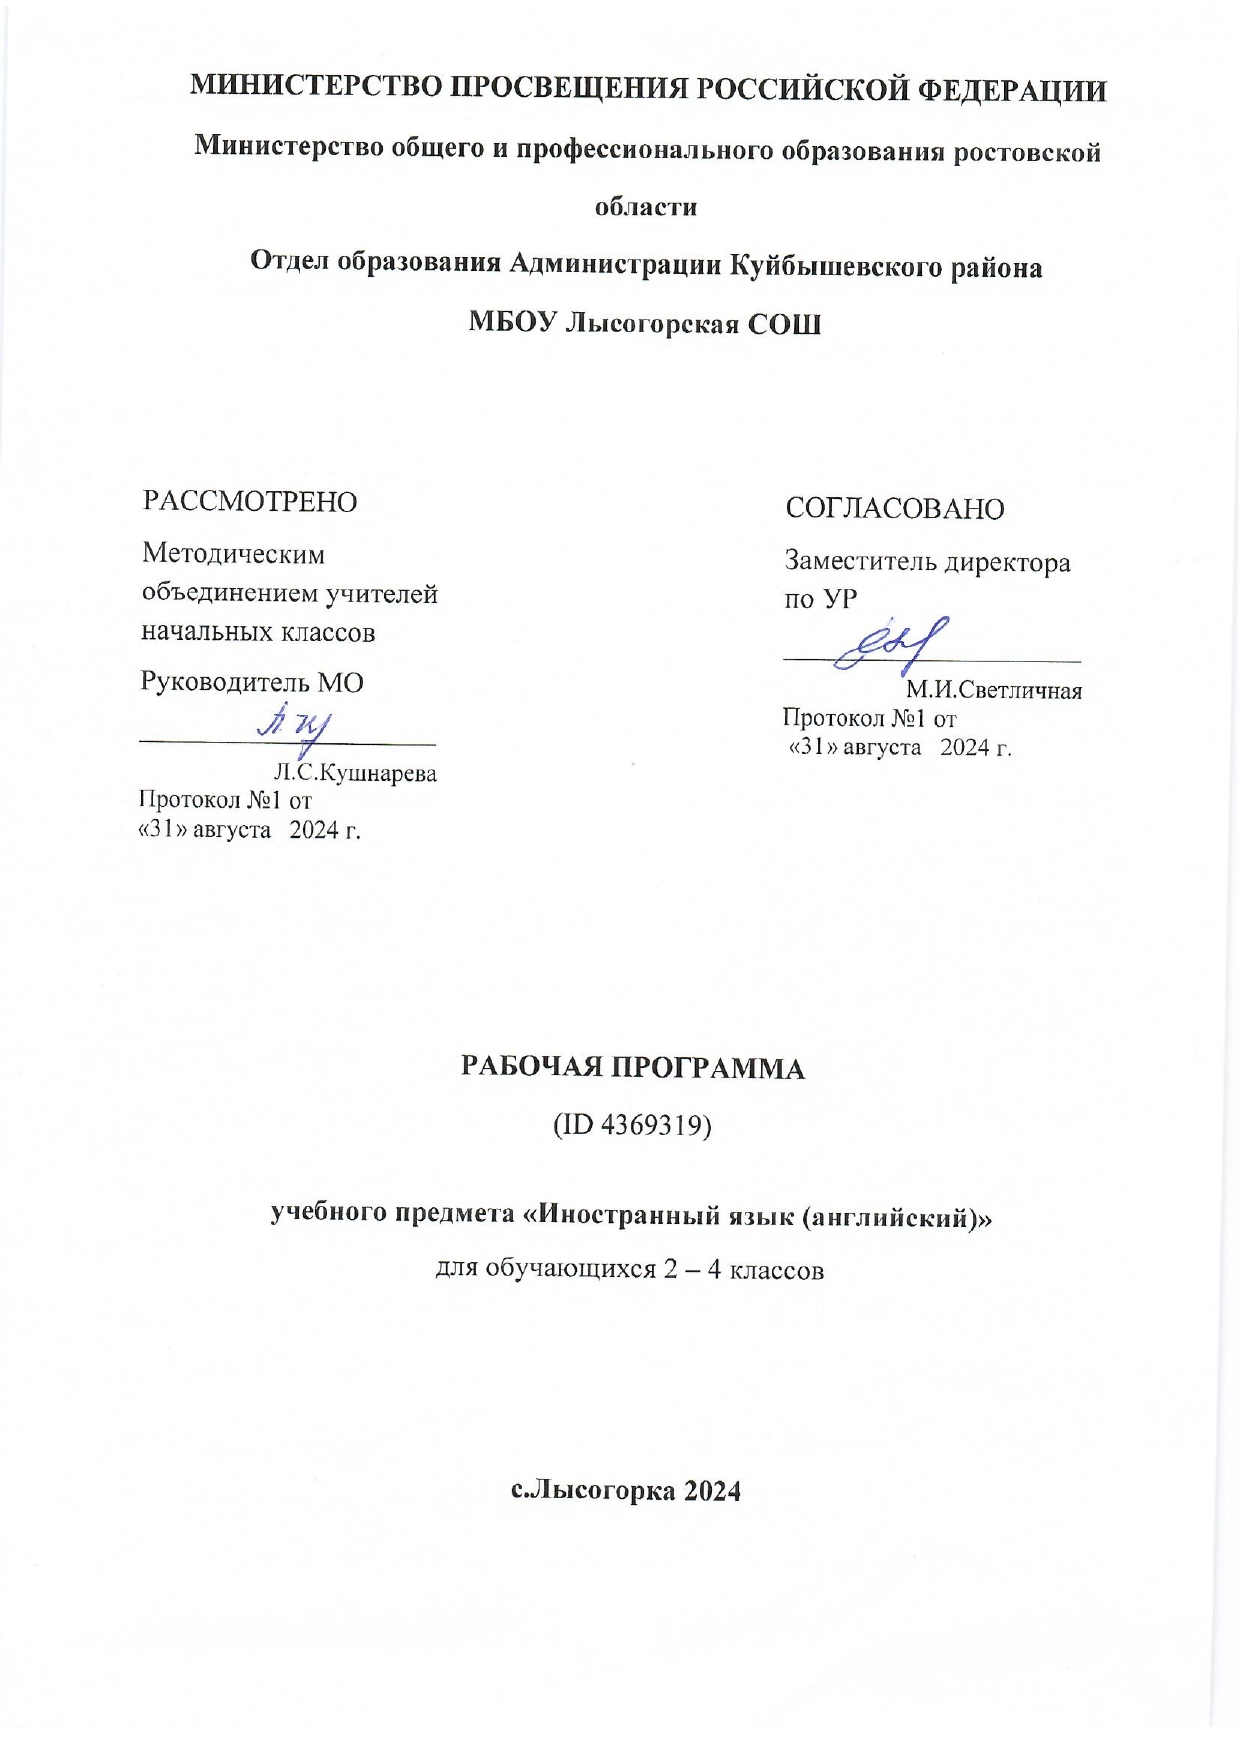 МИНИСТЕРСТВО ПРОСВЕЩЕНИЯ РОССИЙСКОЙ ФЕДЕРАЦИИ
Министерство общего и профессионального образования ростовской
области
Отдел образования Администрации Куйбышевского района
МБОУ Лысогорская СОШ
РАССМОТРЕНО
Методическим
объединением учителей
начальных классов
Руководитель МО
Л.С.Кушнарева
Протокол №1 от
«31» августа 2024 г.
СОГЛАСОВАНО
Заместитель директора
по УР
М.И.Светличная
Протокол №1 от
«31» августа 2024 г.
РАБОЧАЯ ПРОГРАММА
(ID 4369319)
учебного предмета «Иностранный язык (английский)»
для обучающихся 2 – 4 классов
с.Лысогорка 2024